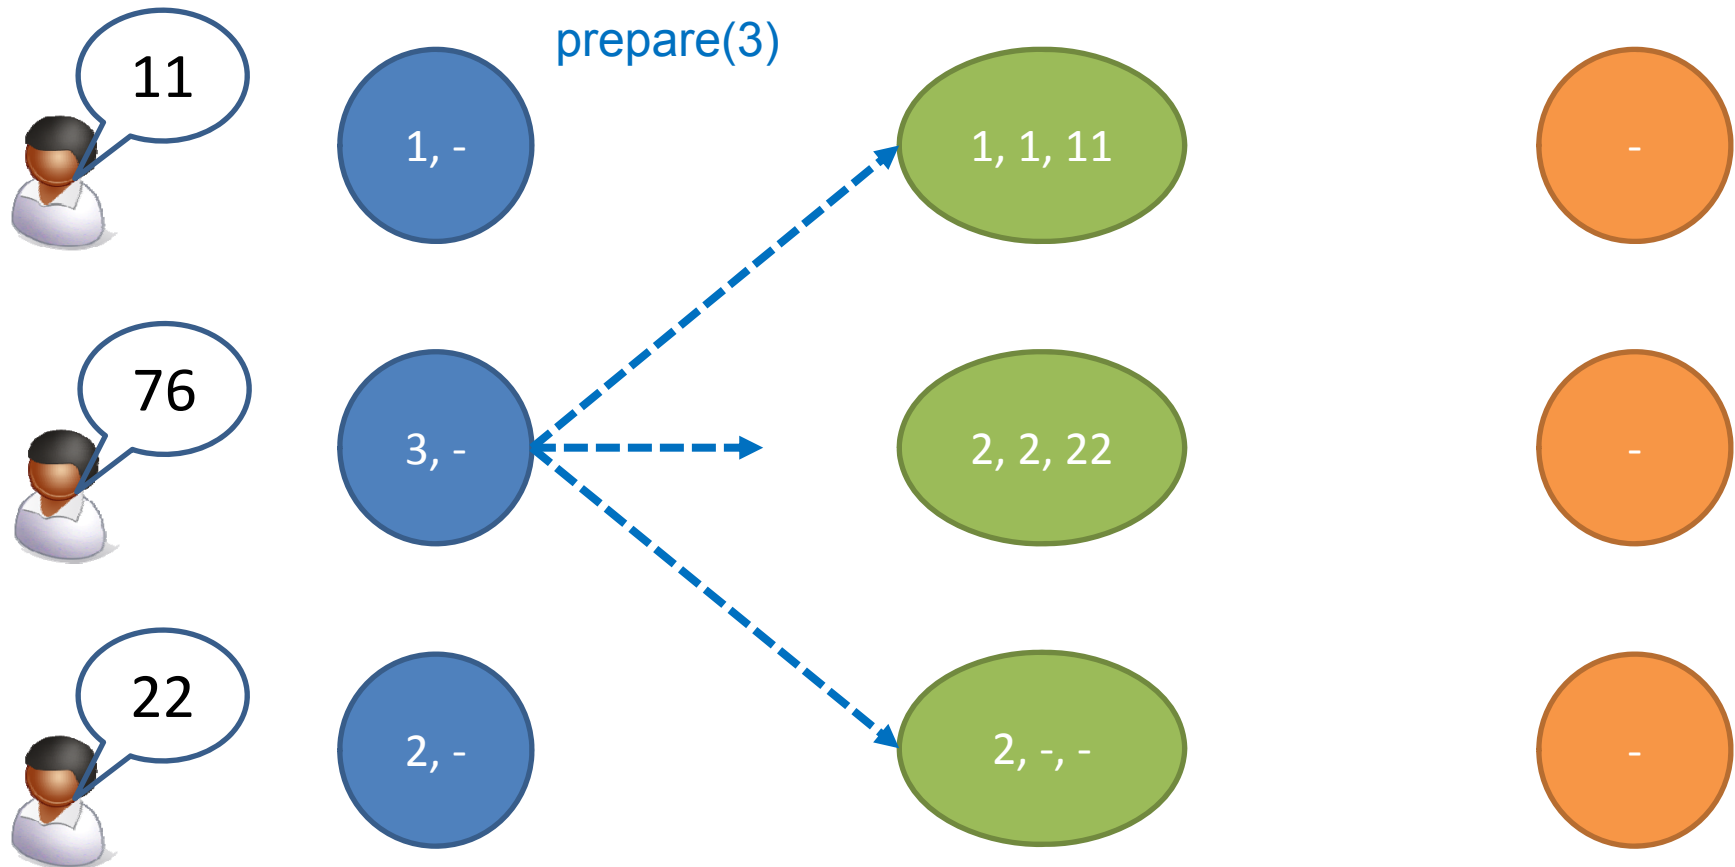 prepare(3)
11
1, -
1, 1, 11
-
76
3, -
2, 2, 22
-
22
2, -
2, -, -
-